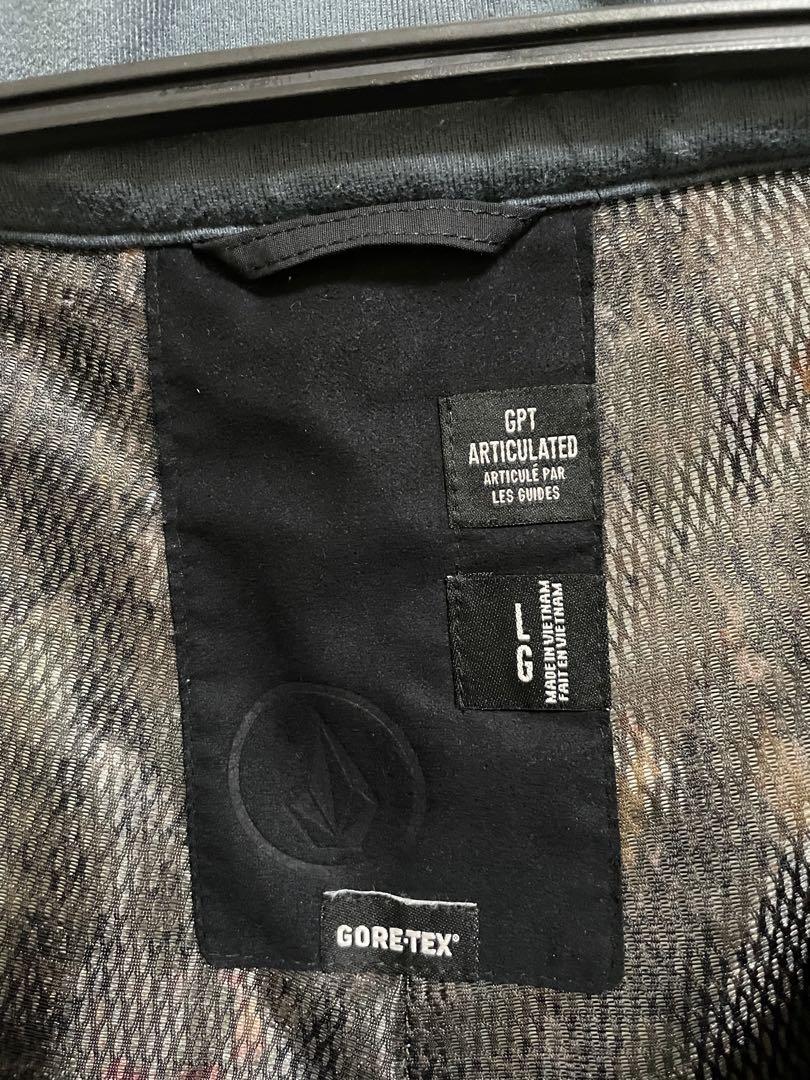 GPT
ARTICULATED
ARTICULÉ PAR
LES GUIDES
LG
MADE IN VIETNAM
FAIT EN VIETNAM
GORE-TEX®